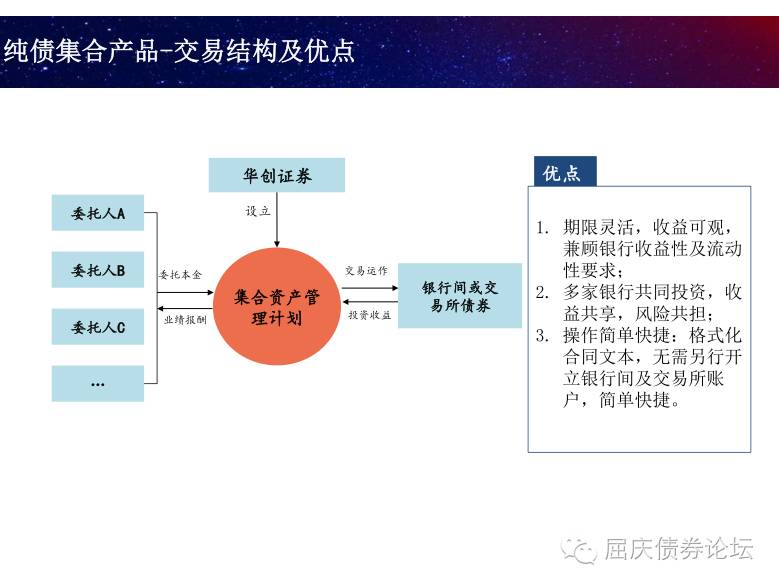 纯债集合产品-交易结构及优点
华创证券
设立
委托人A
委托人B
委托人C
…
委托本金
业绩报酬
集合资产管
理计划
交易运作
投资收益
银行间或交
易所债券
优点
1. 期限灵活，收益可观，
兼顾银行收益性及流动
性要求；
2. 多家银行共同投资，收
益共享，风险共担；
3. 操作简单快捷：格式化
合同文本，无需另行开
立银行间及交易所账
户，简单快捷。
屈庆债券论坛